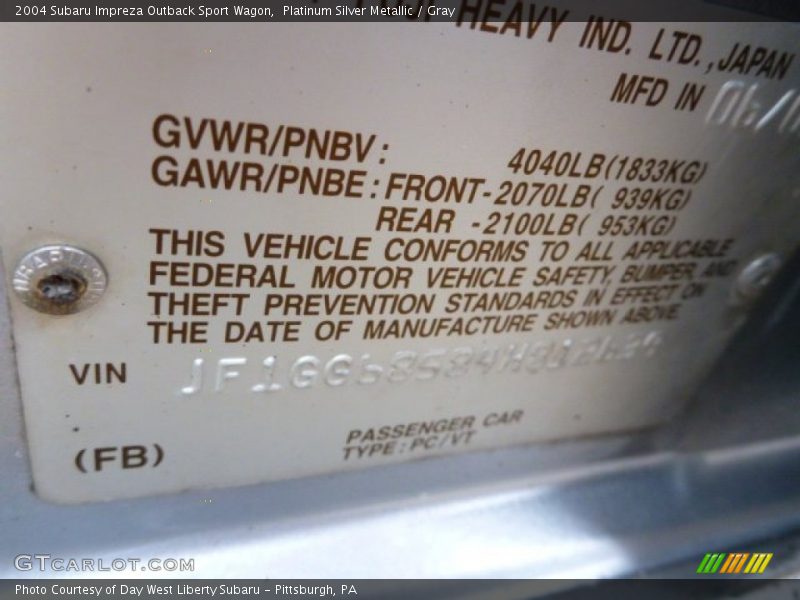 2004 Subaru Impreza Outback Sport Wagon,  Platinum Silver Metallic / Gray
HEAVY IND. LTD., JAPAN
MFD IN
GVWR/PNBV: 4040LB(1833KG)
GAWR/PNBE: FRONT-2070LB( 939KG)
REAR -2100LB( 953KG)
THIS VEHICLE CONFORMS TO ALL APPLICABLE
FEDERAL MOTOR VEHICLE SAFETY, BUMPER, AND
THEFT PREVENTION STANDARDS IN EFFECT ON
THE DATE OF MANUFACTURE SHOWN ABOVE
VIN
PASSENGER CAR
TYPE: PC/VT
(FB)
GTCARLOT.COM
Photo Courtesy of Day West Liberty Subaru - Pittsburgh, PA